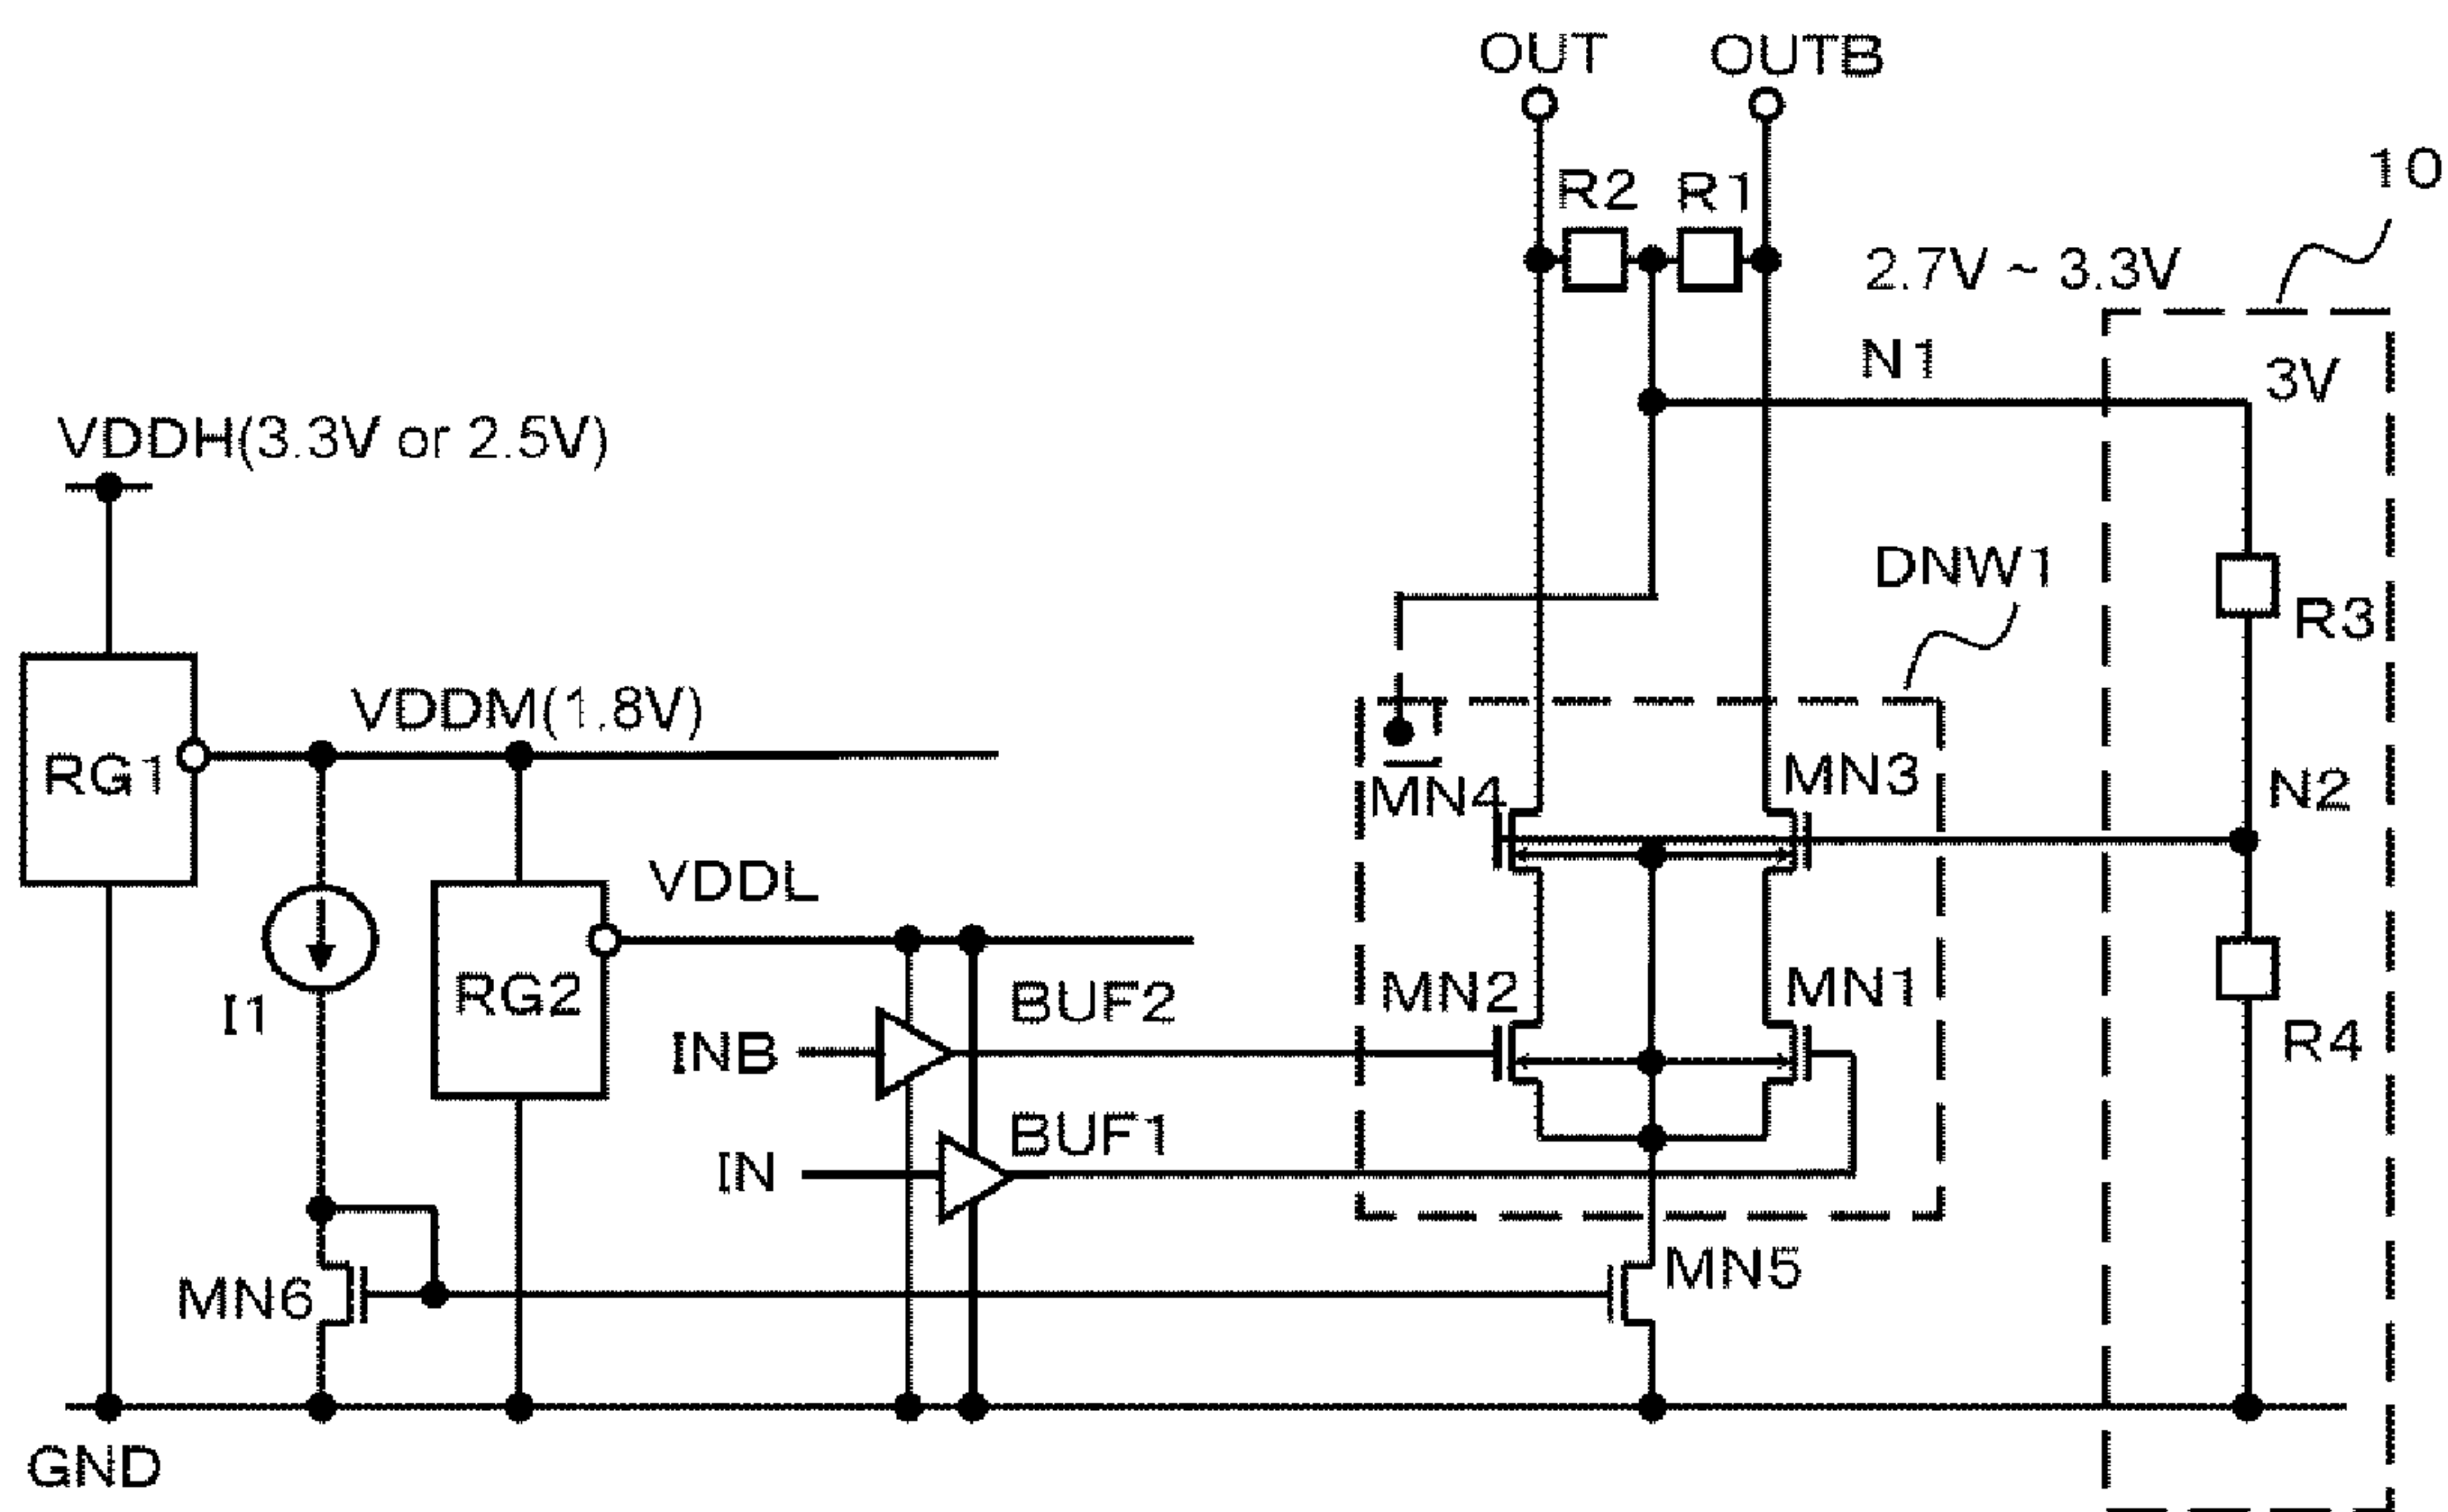 OUT OUTB
10
R2 R1
2.7V ~ 3.3V
N1
3V
VDDH(3.3V or 2.5V)
DNW1
R3
VDDM(1.8V)
RG1
MN4
MN3
N2
VDDL
RG2
MN2
MN1
I1
BUF2
INB
R4
BUF1
IN
MN6
MN5
GND